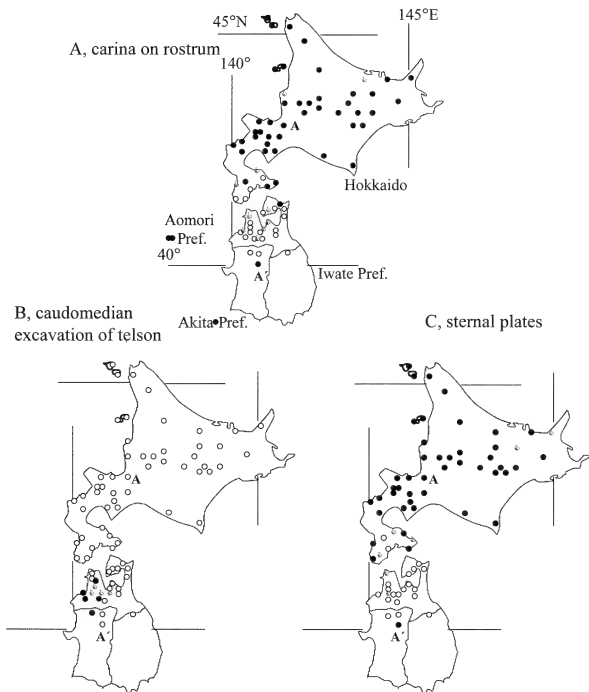 45°N
145°E
A, carina on rostrum
140°
A
Hokkaido
Aomori
Pref.
40°
A´
Iwate Pref.
B, caudomedian
excavation of telson
Akita Pref.
C, sternal plates
A
A
A´
A´